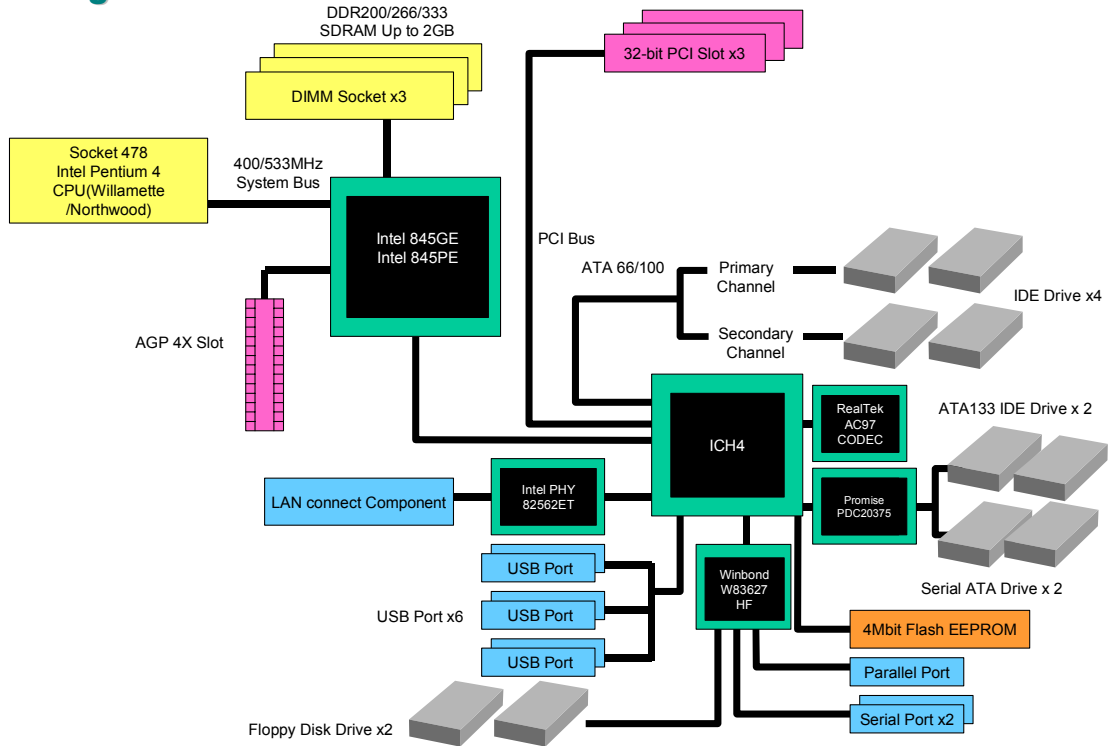 DDR200/266/333
SDRAM Up to 2GB
DIMM Socket x3
32-bit PCI Slot x3
Socket 478
Intel Pentium 4
CPU(Willamette
/Northwood)
400/533MHz
System Bus
Intel 845GE
Intel 845PE
AGP 4X Slot
PCI Bus
ATA 66/100
Primary
Channel
Secondary
Channel
IDE Drive x4
ICH4
RealTek
AC97
CODEC
ATA133 IDE Drive x 2
Promise
PDC20375
Serial ATA Drive x 2
LAN connect Component
Intel PHY
82562ET
USB Port x6
USB Port
USB Port
USB Port
Winbond
W83627
HF
4Mbit Flash EEPROM
Parallel Port
Serial Port x2
Floppy Disk Drive x2